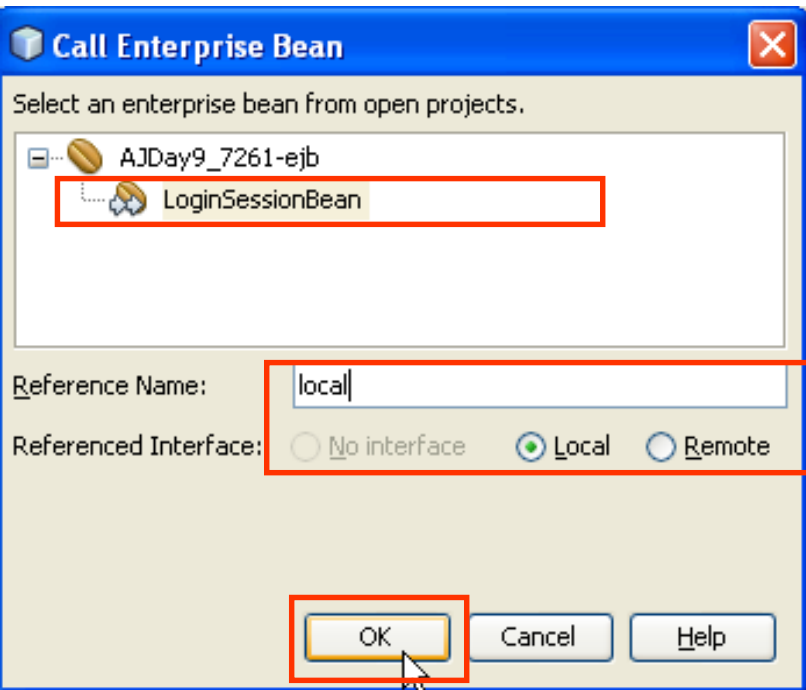 Call Enterprise Bean
Select an enterprise bean from open projects.
AJDay9_7261-ejb
LoginSessionBean
Reference Name: local
Referenced Interface: No interface Local Remote
OK Cancel Help